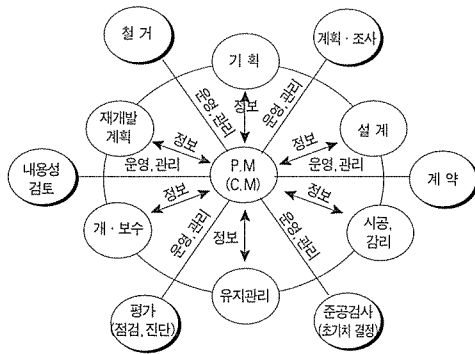 철 거
기 획
계획·조사
운영,관리
정보
운영,관리
재개발
계획
설 계
정보
정보
운영,관리
P.M
(C.M)
운영,관리
내용성
검토
계 약
정보
정보
개·보수
시공,
감리
운영,관리
정보
운영,관리
유지관리
평가
(점검,진단)
준공검사
(초기치 결정)